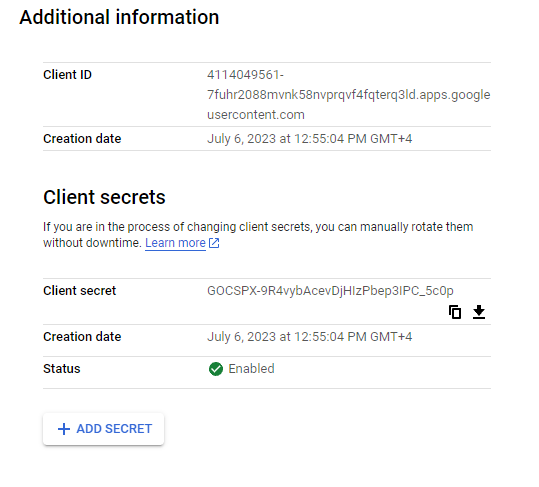 Additional information
Client ID
4114049561-
7fuhr2088mvnk58nvprqvf4fqterq3ld.apps.google
usercontent.com
Creation date
July 6, 2023 at 12:55:04 PM GMT+4
Client secrets
If you are in the process of changing client secrets, you can manually rotate them
without downtime. Learn more
Client secret
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
Creation date
July 6, 2023 at 12:55:04 PM GMT+4
Status
Enabled
ADD SECRET